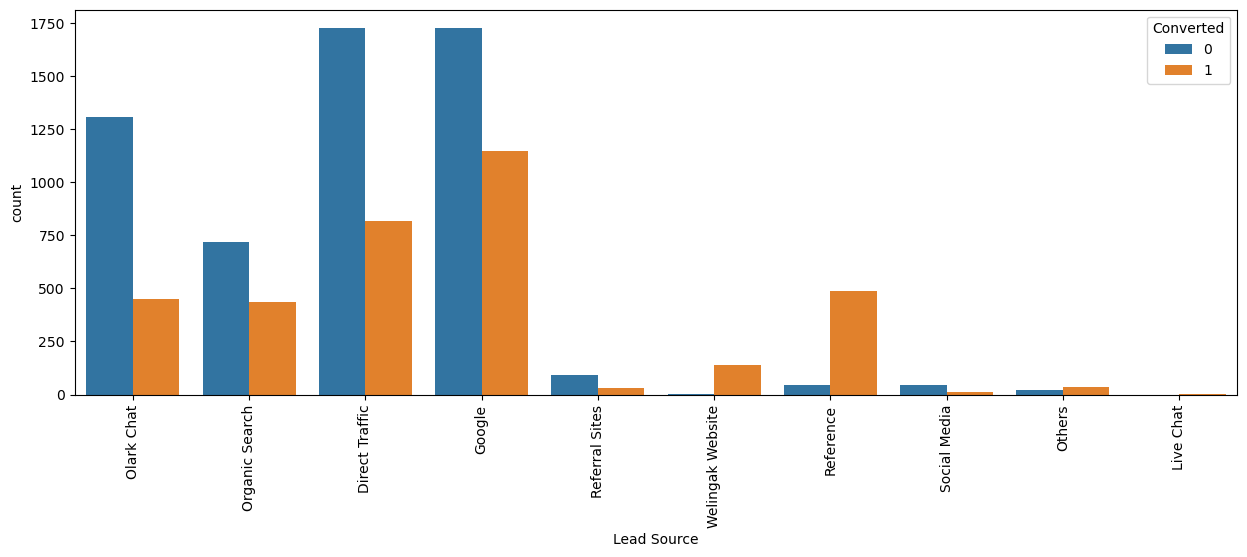 1750
1500
1250
1000
750
500
250
0
count
Converted
0
1
Olark Chat
Organic Search
Direct Traffic
Google
Referral Sites
Welingak Website
Reference
Social Media
Others
Live Chat
Lead Source